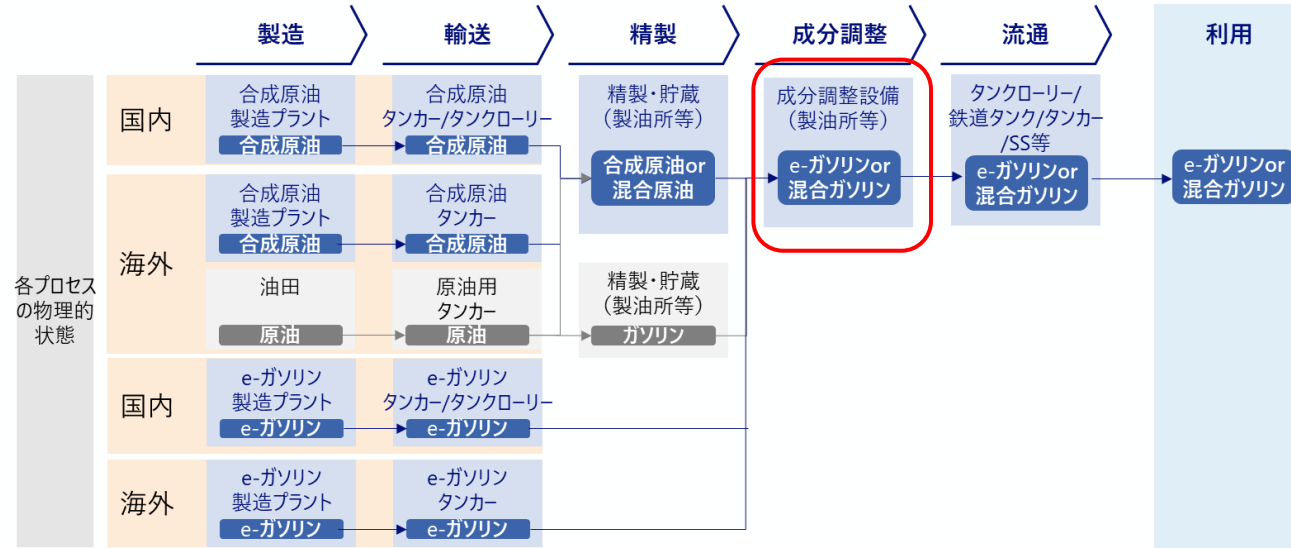 製造
輸送
精製
成分調整
流通
利用
各プロセス
の物理的
状態
国内
合成原油
製造プラント
合成原油
合成原油
タンカー/タンクローリー
合成原油
精製・貯蔵
(製油所等)
合成原油or
混合原油
成分調整設備
(製油所等)
e-ガソリンor
混合ガソリン
タンクローリー/
鉄道タンク/タンカー
/SS等
e-ガソリンor
混合ガソリン
e-ガソリンor
混合ガソリン
海外
合成原油
製造プラント
合成原油
合成原油
タンカー
合成原油
油田
原油
原油用
タンカー
原油
精製・貯蔵
(製油所等)
ガソリン
国内
e-ガソリン
製造プラント
e-ガソリン
e-ガソリン
タンカー/タンクローリー
e-ガソリン
海外
e-ガソリン
製造プラント
e-ガソリン
e-ガソリン
タンカー
e-ガソリン